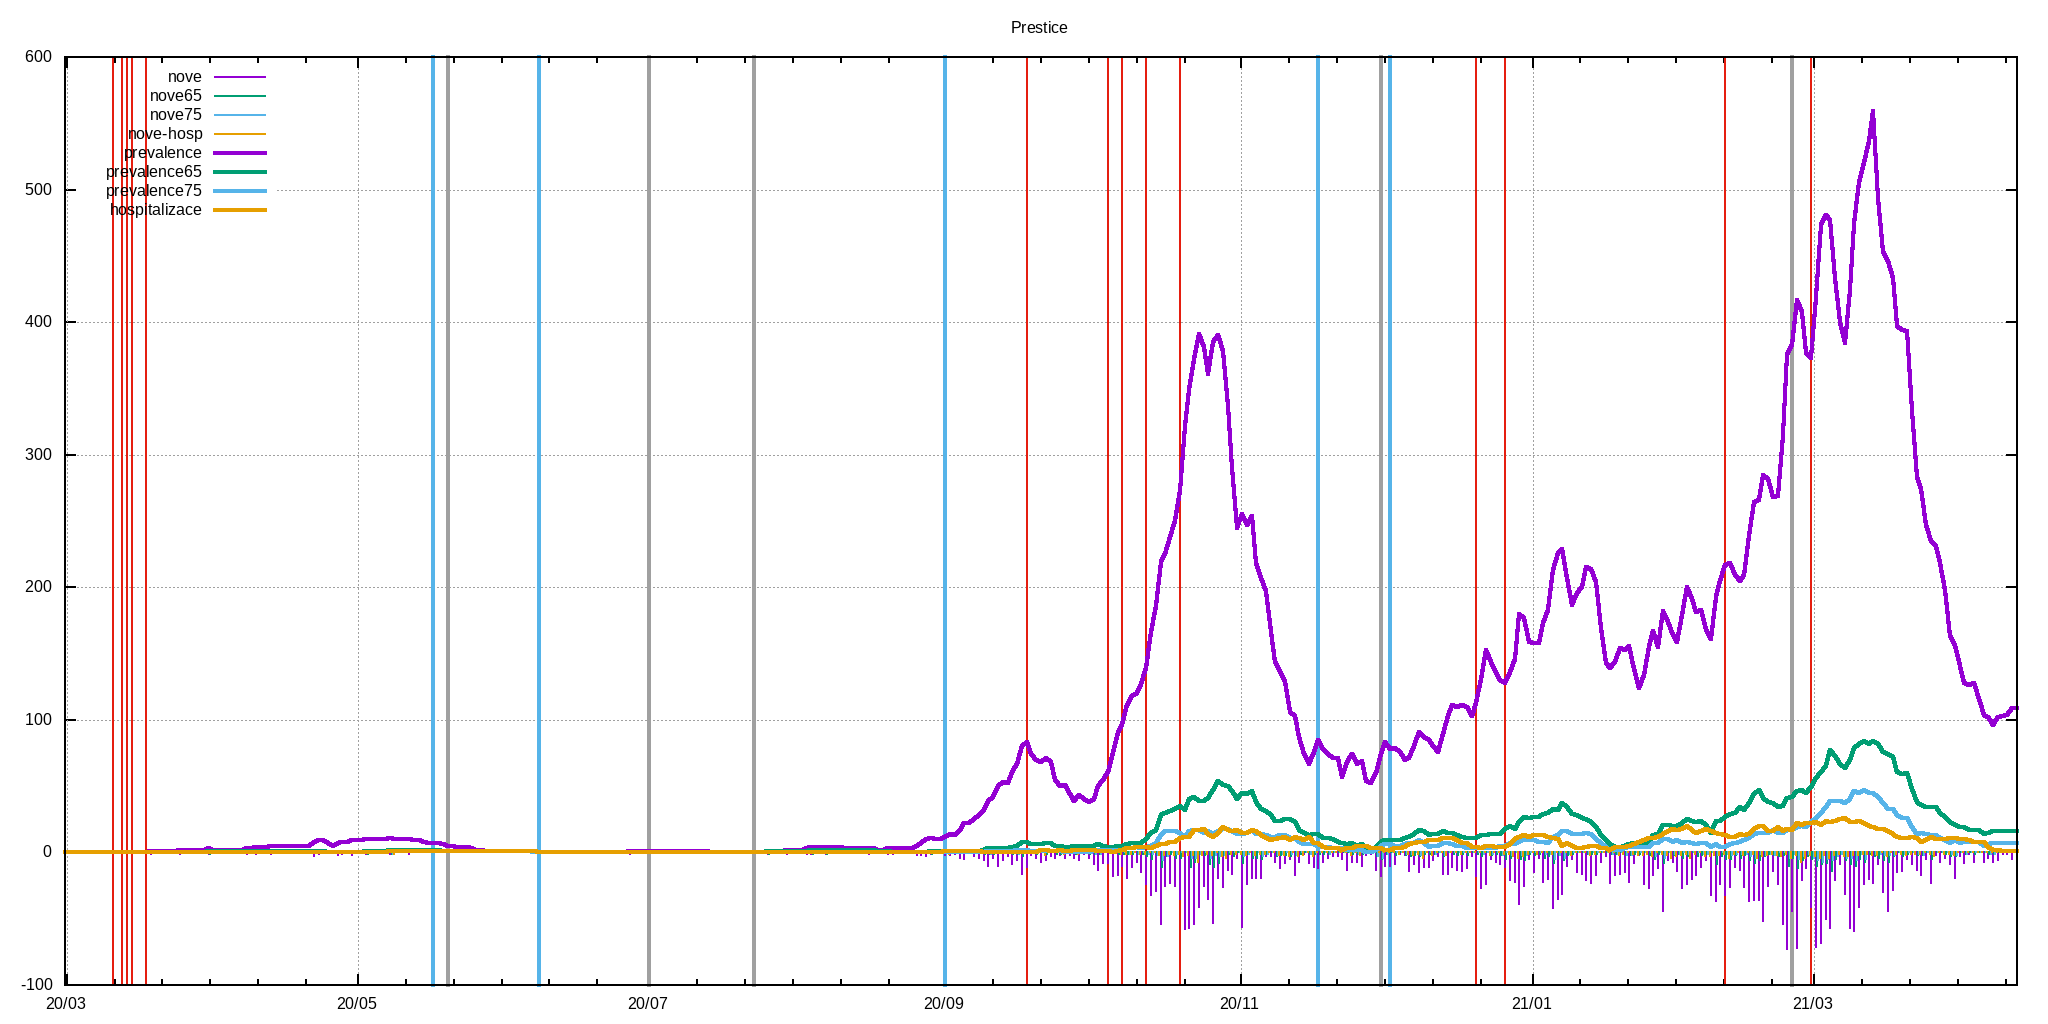 Prestice
600
500
400
300
200
100
0
-100
nove
nove65
nove75
nove-hosp
prevalence
prevalence65
prevalence75
hospitalizace
20/03 20/05 20/07 20/09 20/11 21/01 21/03